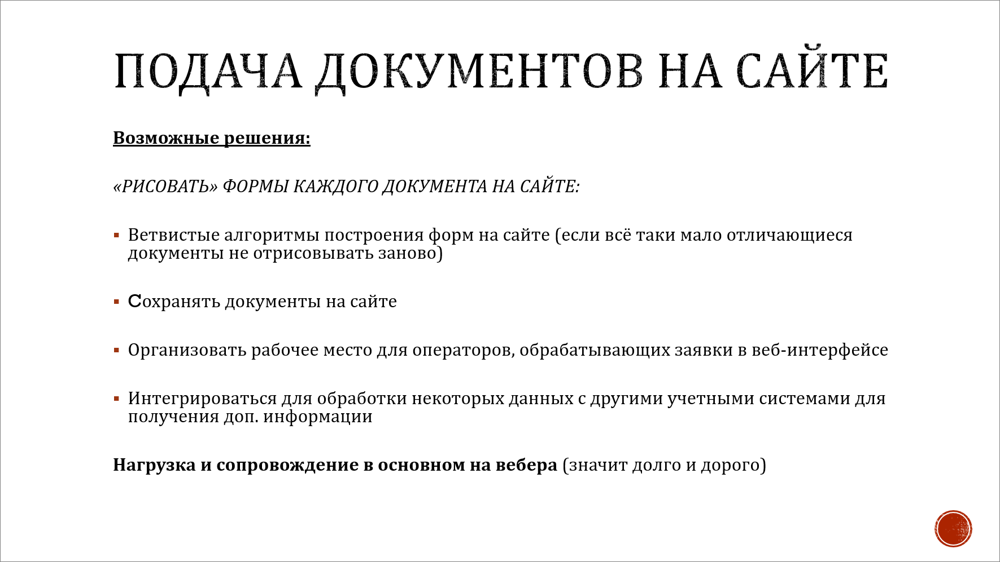 ПОДАЧА ДОКУМЕНТОВ НА САЙТЕ
Возможные решения:
«РИСОВАТЬ» ФОРМЫ КАЖДОГО ДОКУМЕНТА НА САЙТЕ:
▪ Ветвистые алгоритмы построения форм на сайте (если всё таки мало отличающиеся
документы не отрисовывать заново)
▪ Сохранять документы на сайте
▪ Организовать рабочее место для операторов, обрабатывающих заявки в веб-интерфейсе
▪ Интегрироваться для обработки некоторых данных с другими учетными системами для
получения доп. информации
Нагрузка и сопровождение в основном на вебера (значит долго и дорого)